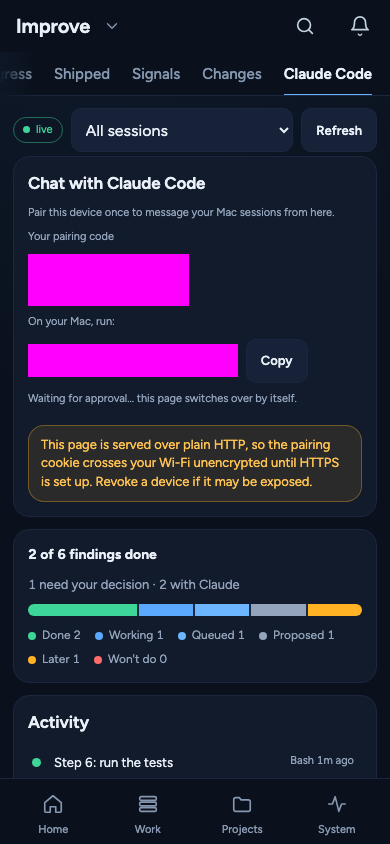 Improve
ress Shipped Signals Changes Claude Code
live All sessions Refresh
Chat with Claude Code
Pair this device once to message your Mac sessions from here.
Your pairing code
On your Mac, run:
Copy
Waiting for approval... this page switches over by itself.
This page is served over plain HTTP, so the pairing
cookie crosses your Wi-Fi unencrypted until HTTPS
is set up. Revoke a device if it may be exposed.
2 of 6 findings done
1 need your decision · 2 with Claude
Done 2 Working 1 Queued 1 Proposed 1
Later 1 Won't do 0
Activity
Step 6: run the tests Bash 1m ago
Home Work Projects System